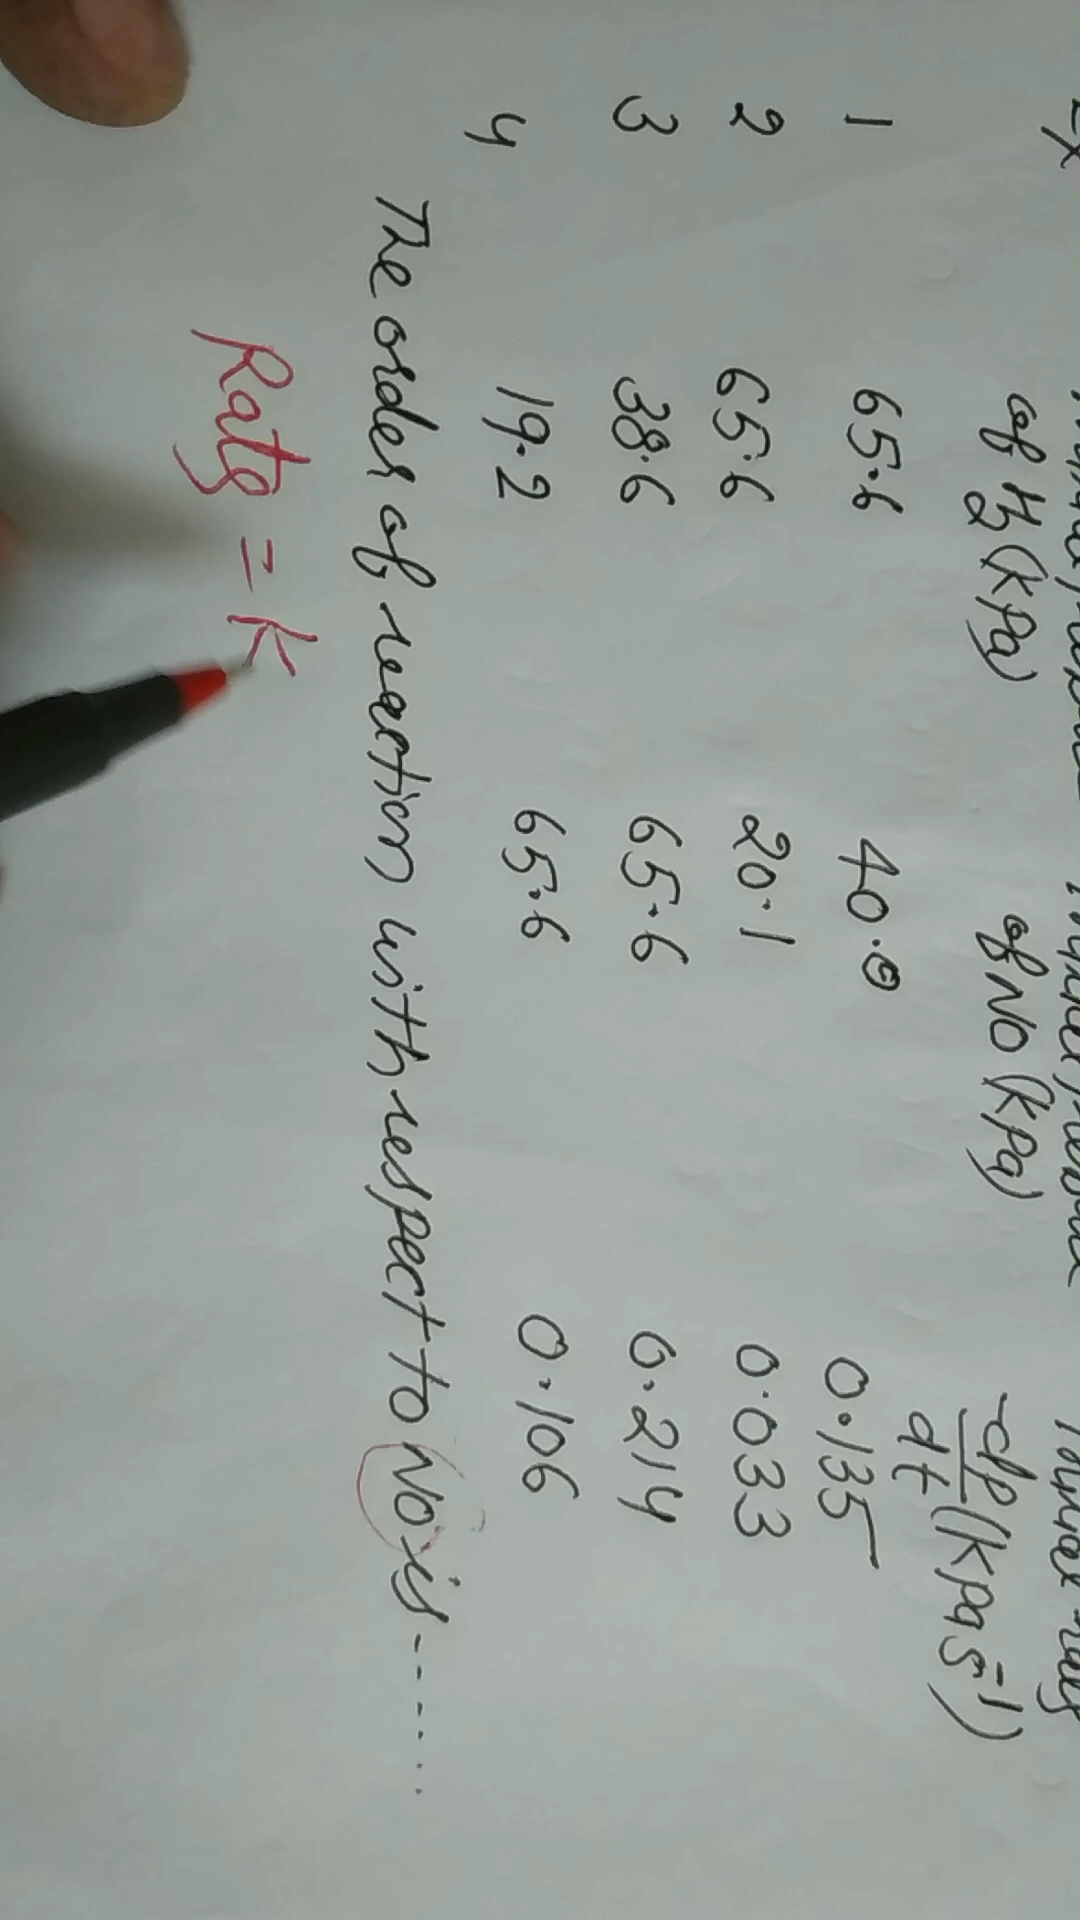 of H2 (kPa) of NO (kPa) -dp/dt (kPa s-1)
1 65.6 40.0 0.135
2 65.6 20.1 0.033
3 38.6 65.6 0.214
4 19.2 65.6 0.106
The order of reaction with respect to NO is ......
Rate = K